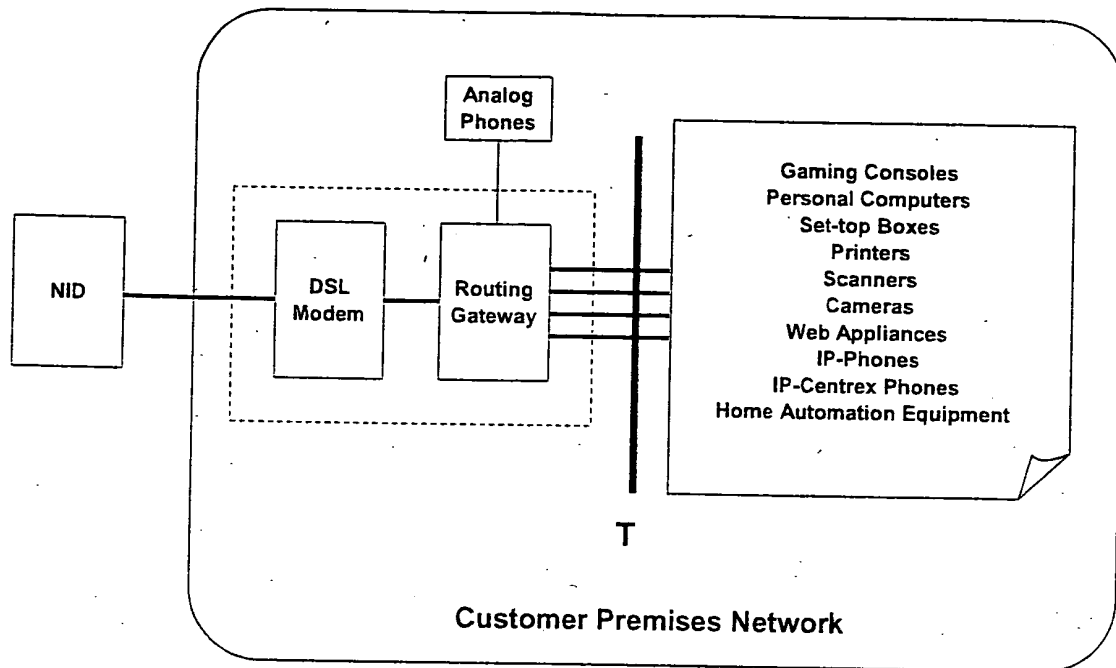 Analog
Phones
NID
DSL
Modem
Routing
Gateway
Gaming Consoles
Personal Computers
Set-top Boxes
Printers
Scanners
Cameras
Web Appliances
IP-Phones
IP-Centrex Phones
Home Automation Equipment
T
Customer Premises Network